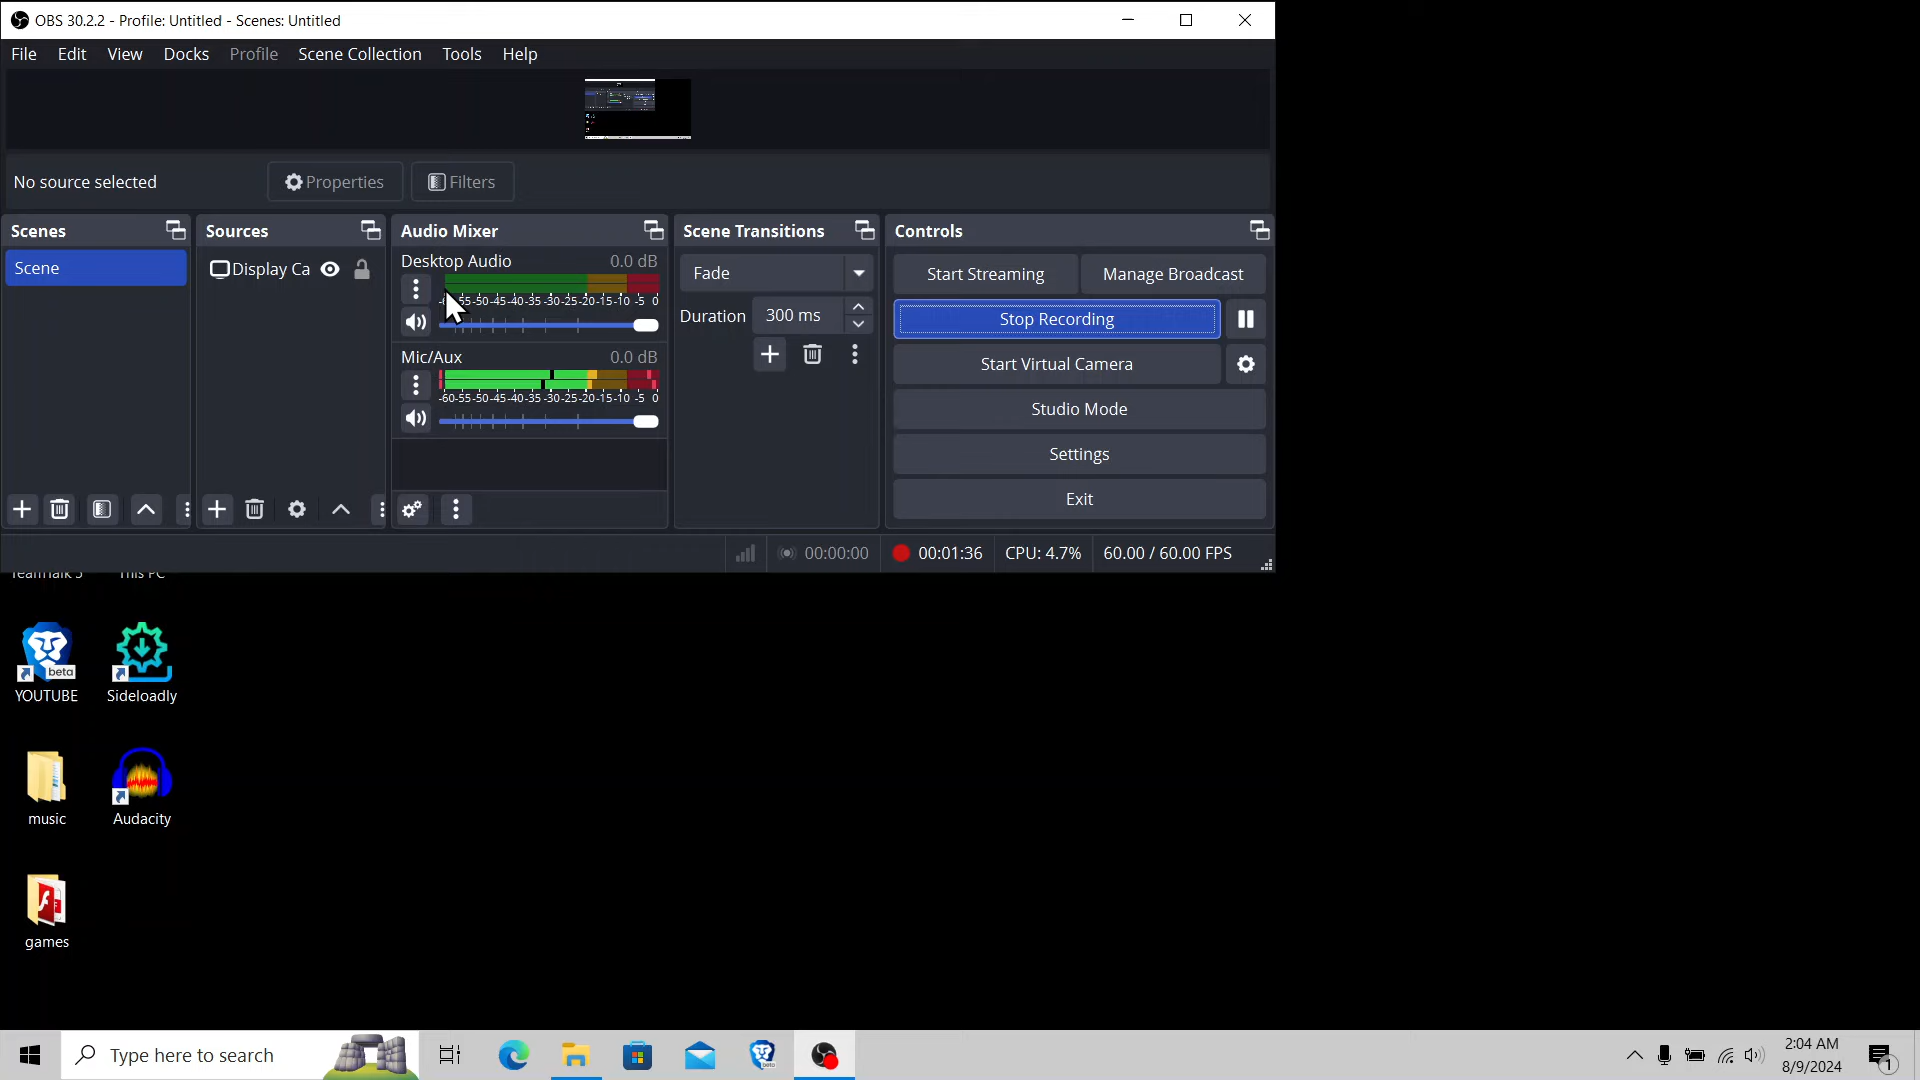 OBS 30.2.2 - Profile: Untitled - Scenes: Untitled
File Edit View Docks Profile Scene Collection Tools Help
No source selected
Properties
Filters
Scenes
Scene
Sources
Display Ca
Audio Mixer
Desktop Audio 0.0 dB
-55-50-45-40-35-30-25-20-15-10 -5 0
Mic/Aux 0.0 dB
-60-55-50-45-40-35-30-25-20-15-10 -5 0
Scene Transitions
Fade
Duration 300 ms
Controls
Start Streaming Manage Broadcast
Stop Recording
Start Virtual Camera
Studio Mode
Settings
Exit
00:00:00 00:01:36 CPU: 4.7% 60.00 / 60.00 FPS
TeamTalk 5 This PC
beta
YOUTUBE Sideloadly
music Audacity
games
Type here to search
beta
2:04 AM
8/9/2024
1